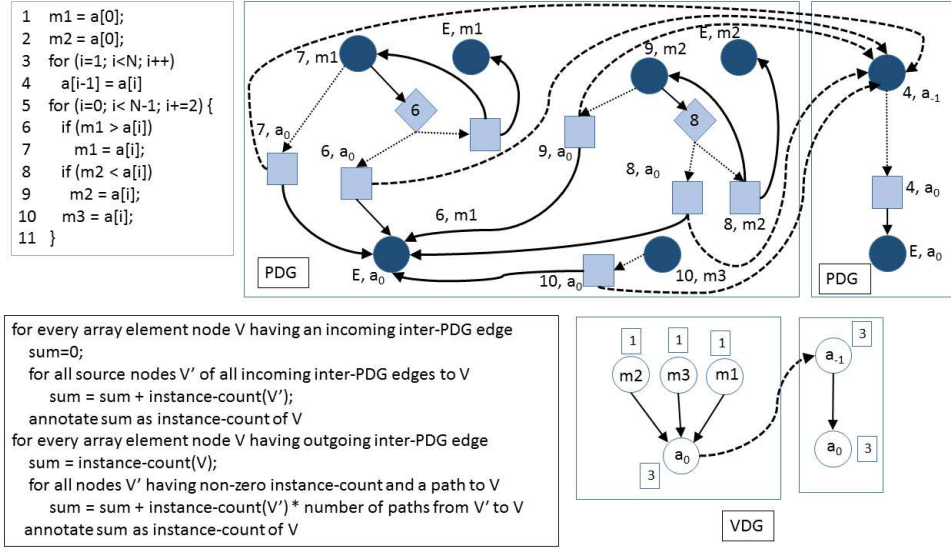 1 m1 = a[0];
2 m2 = a[0];
3 for (i=1; i<N; i++)
4 a[i-1] = a[i]
5 for (i=0; i< N-1; i+=2) {
6 if (m1 > a[i])
7 m1 = a[i];
8 if (m2 < a[i])
9 m2 = a[i];
10 m3 = a[i];
11 }
E, m1
7, m1
6
7, a₀
6, a₀
6, m1
E, a₀
PDG
E, m2
9, m2
8
9, a₀
8, a₀
8, m2
10, m3
10, a₀
4, a₋₁
4, a₀
E, a₀
PDG
for every array element node V having an incoming inter-PDG edge
sum=0;
for all source nodes V' of all incoming inter-PDG edges to V
sum = sum + instance-count(V');
annotate sum as instance-count of V
for every array element node V having outgoing inter-PDG edge
sum = instance-count(V);
for all nodes V' having non-zero instance-count and a path to V
sum = sum + instance-count(V') * number of paths from V' to V
annotate sum as instance-count of V
1 1 1
m2 m3 m1
a₀
3
3
a₋₁
a₀ 3
VDG